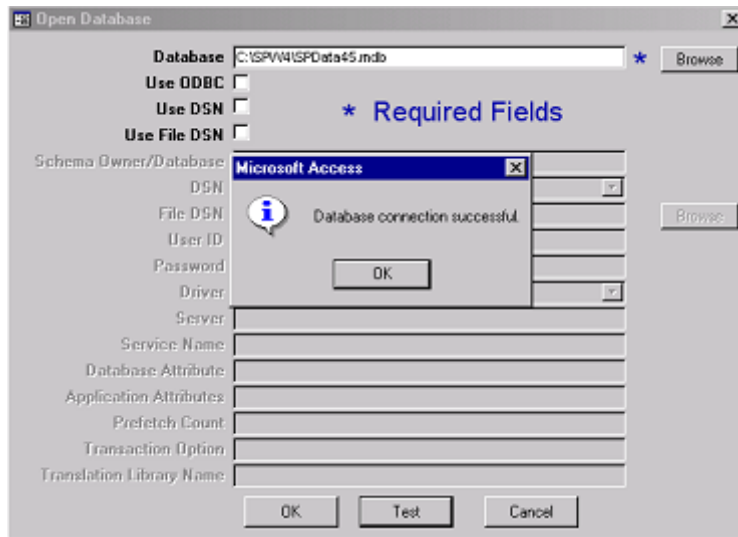 Open Database
Database C:\SPW4\SPData45.mdb * Browse
Use ODBC
Use DSN
* Required Fields
Use File DSN
Schema Owner/Database
Microsoft Access
DSN
File DSN Database connection successful. Browse
User ID
Password OK
Driver
Server
Service Name
Database Attribute
Application Attributes
Prefetch Count
Transaction Option
Translation Library Name
OK Test Cancel